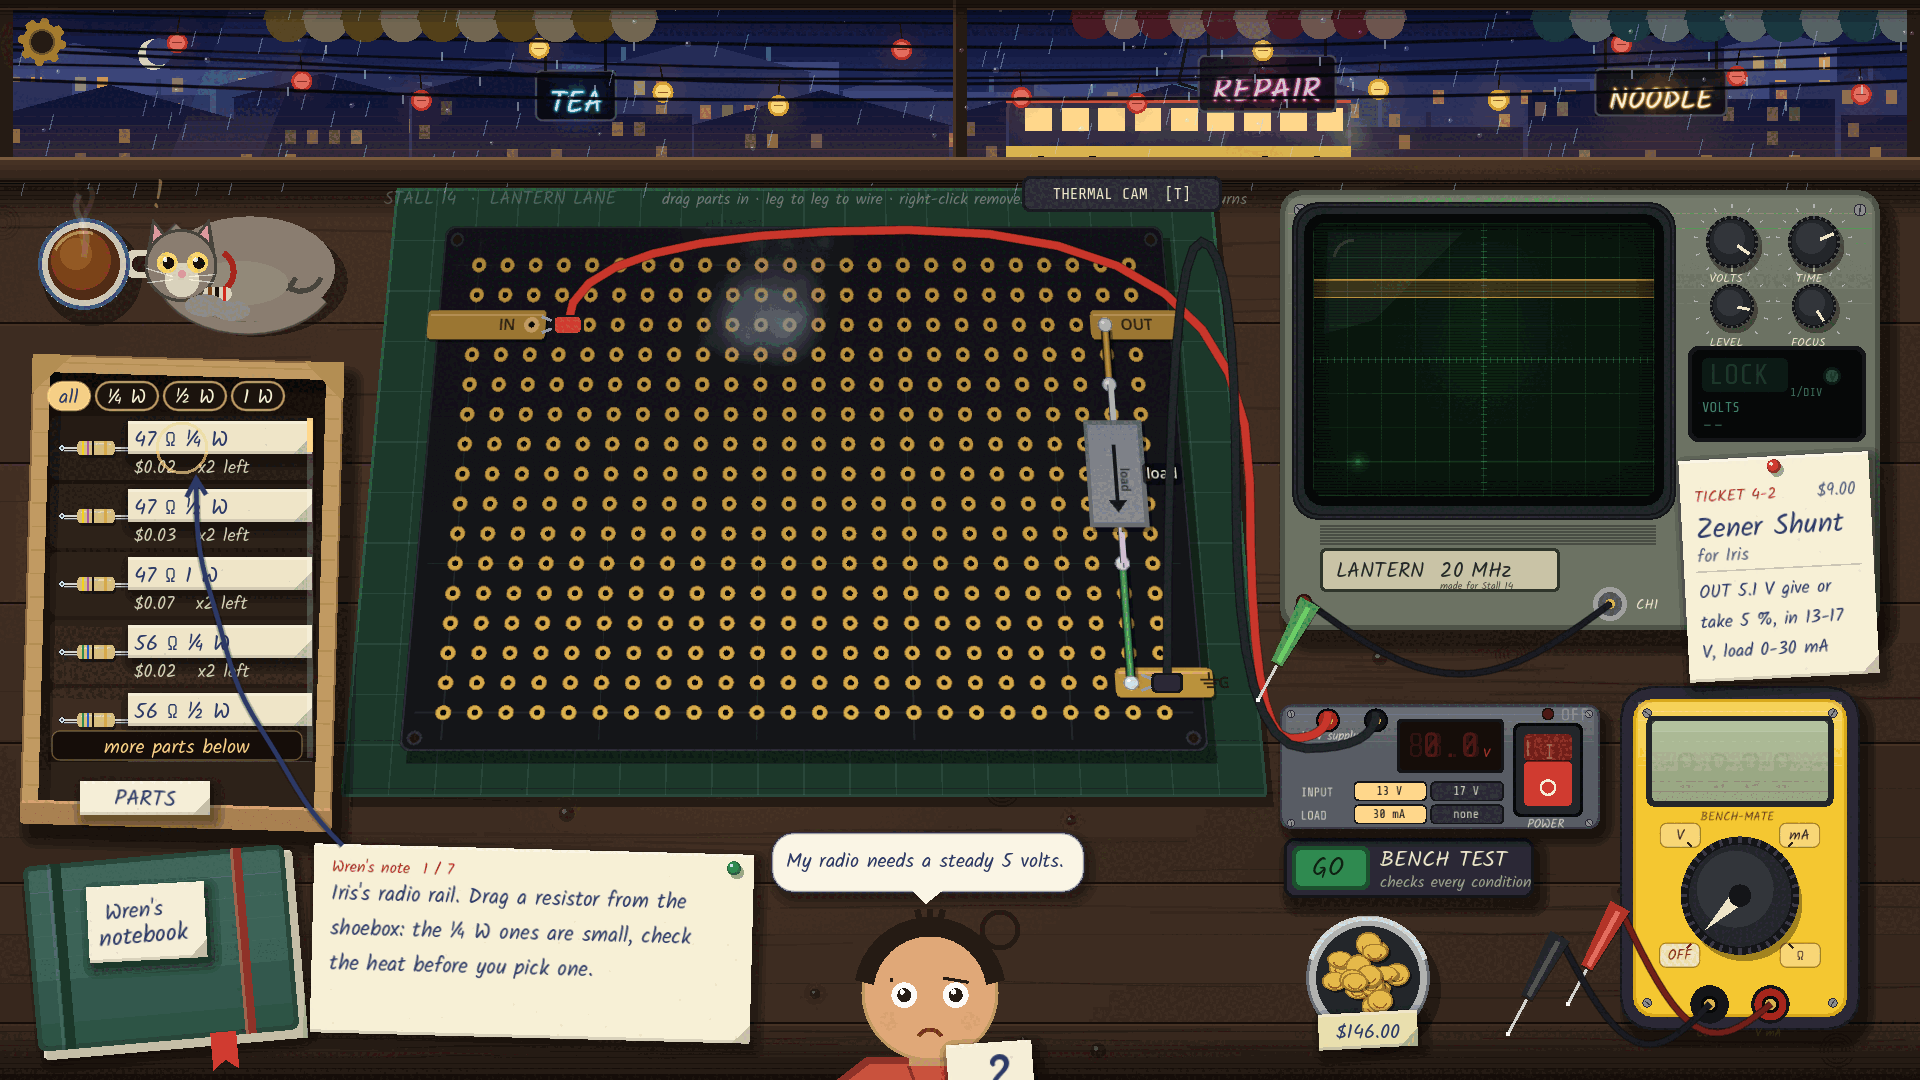 TEA
REPAIR
NOODLE
STALL 14 · LANTERN LANE
drag parts in · leg to leg to wire · right-click remove
THERMAL CAM [T]
IN
OUT
load
load
G
all
¼ W
½ W
1 W
47 Ω ¼ W
$0.02 x2 left
47 Ω ½ W
$0.03 x2 left
47 Ω 1 W
$0.07 x2 left
56 Ω ¼ W
$0.02 x2 left
56 Ω ½ W
more parts below
PARTS
VOLTS
TIME
LEVEL
FOCUS
LOCK
1/DIV
VOLTS
--
LANTERN 20 MHz
made for Stall 14
CH1
TICKET 4-2 $9.00
Zener Shunt
for Iris
OUT 5.1 V give or
take 5 %, in 13-17
V, load 0-30 mA
OFF
supply
0.0 V
INPUT 13 V 17 V
LOAD 30 mA none
POWER
GO
BENCH TEST
checks every condition
BENCH-MATE
V
mA
OFF
Ω
$146.00
Wren's
notebook
Wren's note 1 / 7
Iris's radio rail. Drag a resistor from the
shoebox: the ¼ W ones are small, check
the heat before you pick one.
My radio needs a steady 5 volts.
2